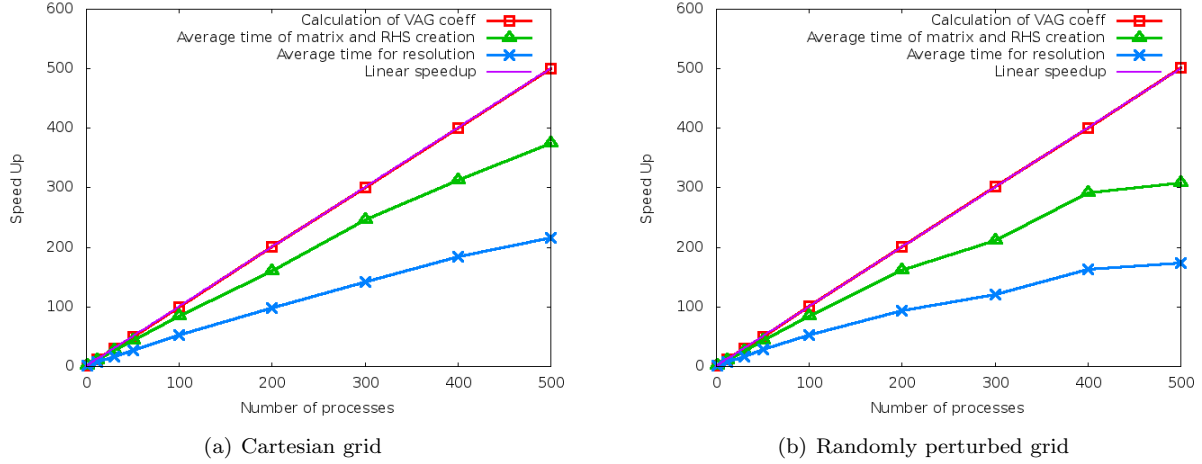 600
500
400
300
200
100
0
Speed Up
Calculation of VAG coeff
Average time of matrix and RHS creation
Average time for resolution
Linear speedup
0 100 200 300 400 500
Number of processes
(a) Cartesian grid
600
500
400
300
200
100
0
Speed Up
Calculation of VAG coeff
Average time of matrix and RHS creation
Average time for resolution
Linear speedup
0 100 200 300 400 500
Number of processes
(b) Randomly perturbed grid